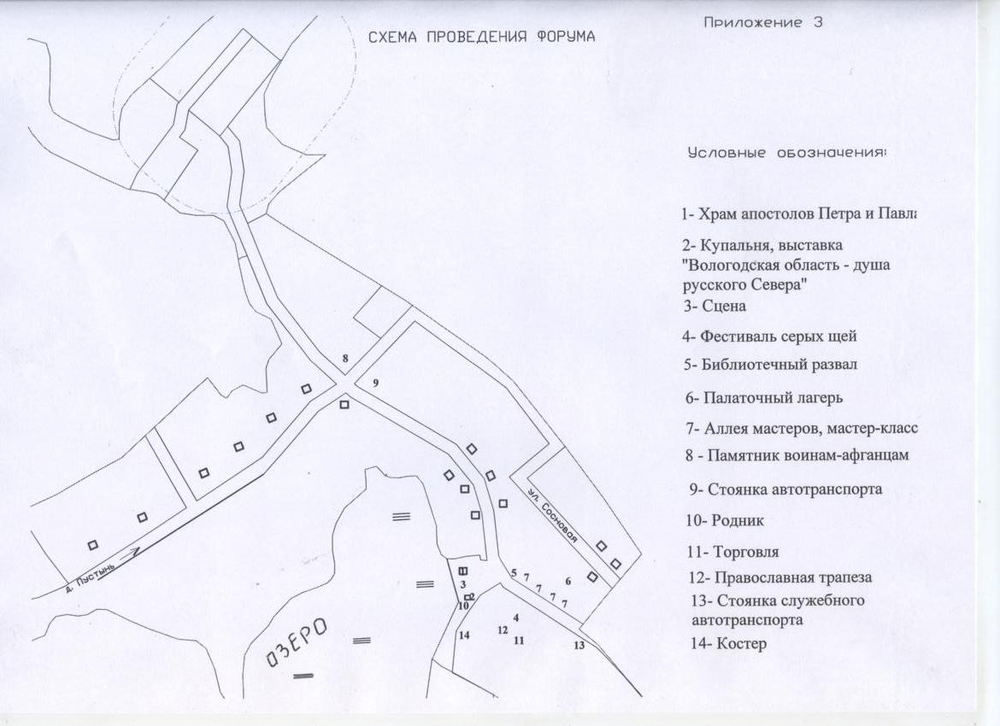 Приложение 3
СХЕМА ПРОВЕДЕНИЯ ФОРУМА
Условные обозначения:
1- Храм апостолов Петра и Павла
2- Купальня, выставка
"Вологодская область - душа
русского Севера"
3- Сцена
4- Фестиваль серых щей
5- Библиотечный развал
6- Палаточный лагерь
7- Аллея мастеров, мастер-класс
8 - Памятник воинам-афганцам
9- Стоянка автотранспорта
10- Родник
11- Торговля
12- Православная трапеза
13- Стоянка служебного
автотранспорта
14- Костер
8
9
ул. Сосновая
д. Пустынь
5
7
6
7
7
7
3
2
10
4
12
11
14
13
ОЗЕРО